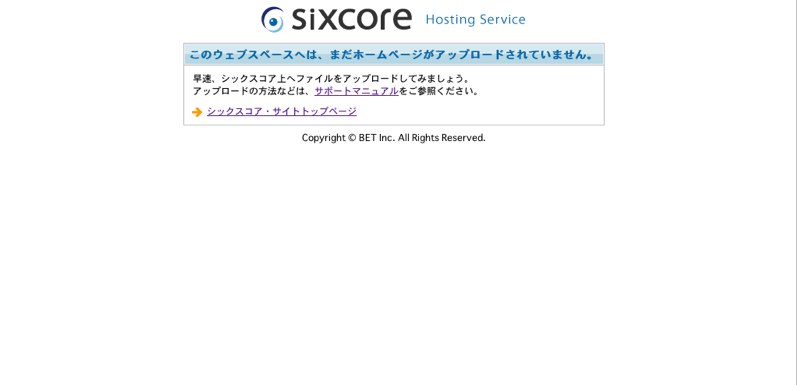 sixcore Hosting Service
このウェブスペースへは、まだホームページがアップロードされていません。
早速、シックスコア上へファイルをアップロードしてみましょう。
アップロードの方法などは、サポートマニュアルをご参照ください。
シックスコア・サイトトップページ
Copyright © BET Inc. All Rights Reserved.